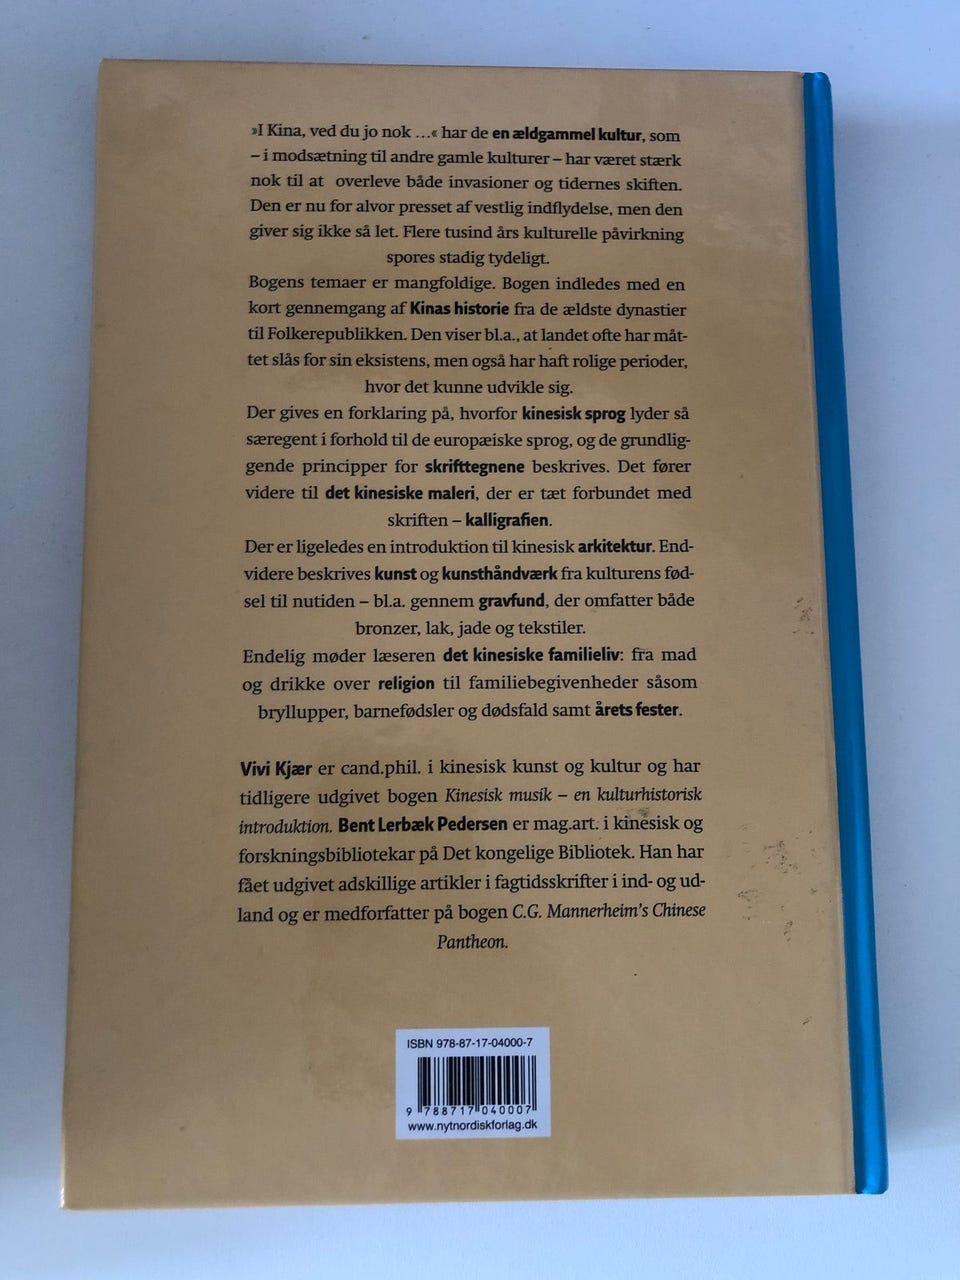 »I Kina, ved du jo nok …« har de en ældgammel kultur, som
– i modsætning til andre gamle kulturer – har været stærk
nok til at overleve både invasioner og tidernes skiften.
Den er nu for alvor presset af vestlig indflydelse, men den
giver sig ikke så let. Flere tusind års kulturelle påvirkning
spores stadig tydeligt.
Bogens temaer er mangfoldige. Bogen indledes med en
kort gennemgang af Kinas historie fra de ældste dynastier
til Folkerepublikken. Den viser bl.a., at landet ofte har måt-
tet slås for sin eksistens, men også har haft rolige perioder,
hvor det kunne udvikle sig.
Der gives en forklaring på, hvorfor kinesisk sprog lyder så
særegent i forhold til de europæiske sprog, og de grundlig-
gende principper for skrifttegnene beskrives. Det fører
videre til det kinesiske maleri, der er tæt forbundet med
skriften – kalligrafien.
Der er ligeledes en introduktion til kinesisk arkitektur. End-
videre beskrives kunst og kunsthåndværk fra kulturens fød-
sel til nutiden – bl.a. gennem gravfund, der omfatter både
bronzer, lak, jade og tekstiler.
Endelig møder læseren det kinesiske familieliv: fra mad
og drikke over religion til familiebegivenheder såsom
bryllupper, barnefødsler og dødsfald samt årets fester.
Vivi Kjær er cand.phil. i kinesisk kunst og kultur og har
tidligere udgivet bogen Kinesisk musik – en kulturhistorisk
introduktion. Bent Lerbæk Pedersen er mag.art. i kinesisk og
forskningsbibliotekar på Det kongelige Bibliotek. Han har
fået udgivet adskillige artikler i fagtidsskrifter i ind- og ud-
land og er medforfatter på bogen C.G. Mannerheim's Chinese
Pantheon.
ISBN 978-87-17-04000-7
9 788717 040007
www.nytnordiskforlag.dk